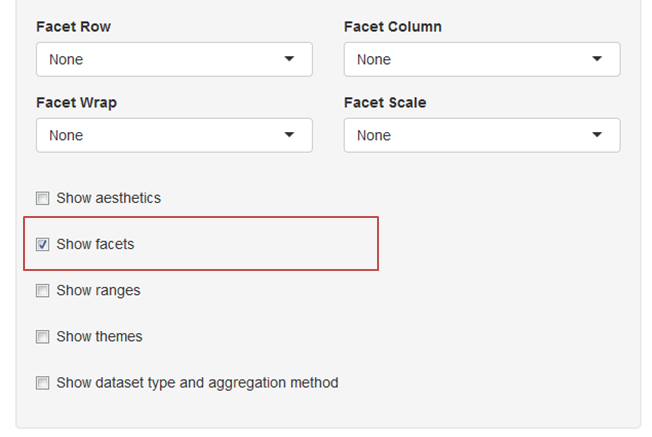 Facet Row Facet Column
None None
Facet Wrap Facet Scale
None None
Show aesthetics
Show facets
Show ranges
Show themes
Show dataset type and aggregation method